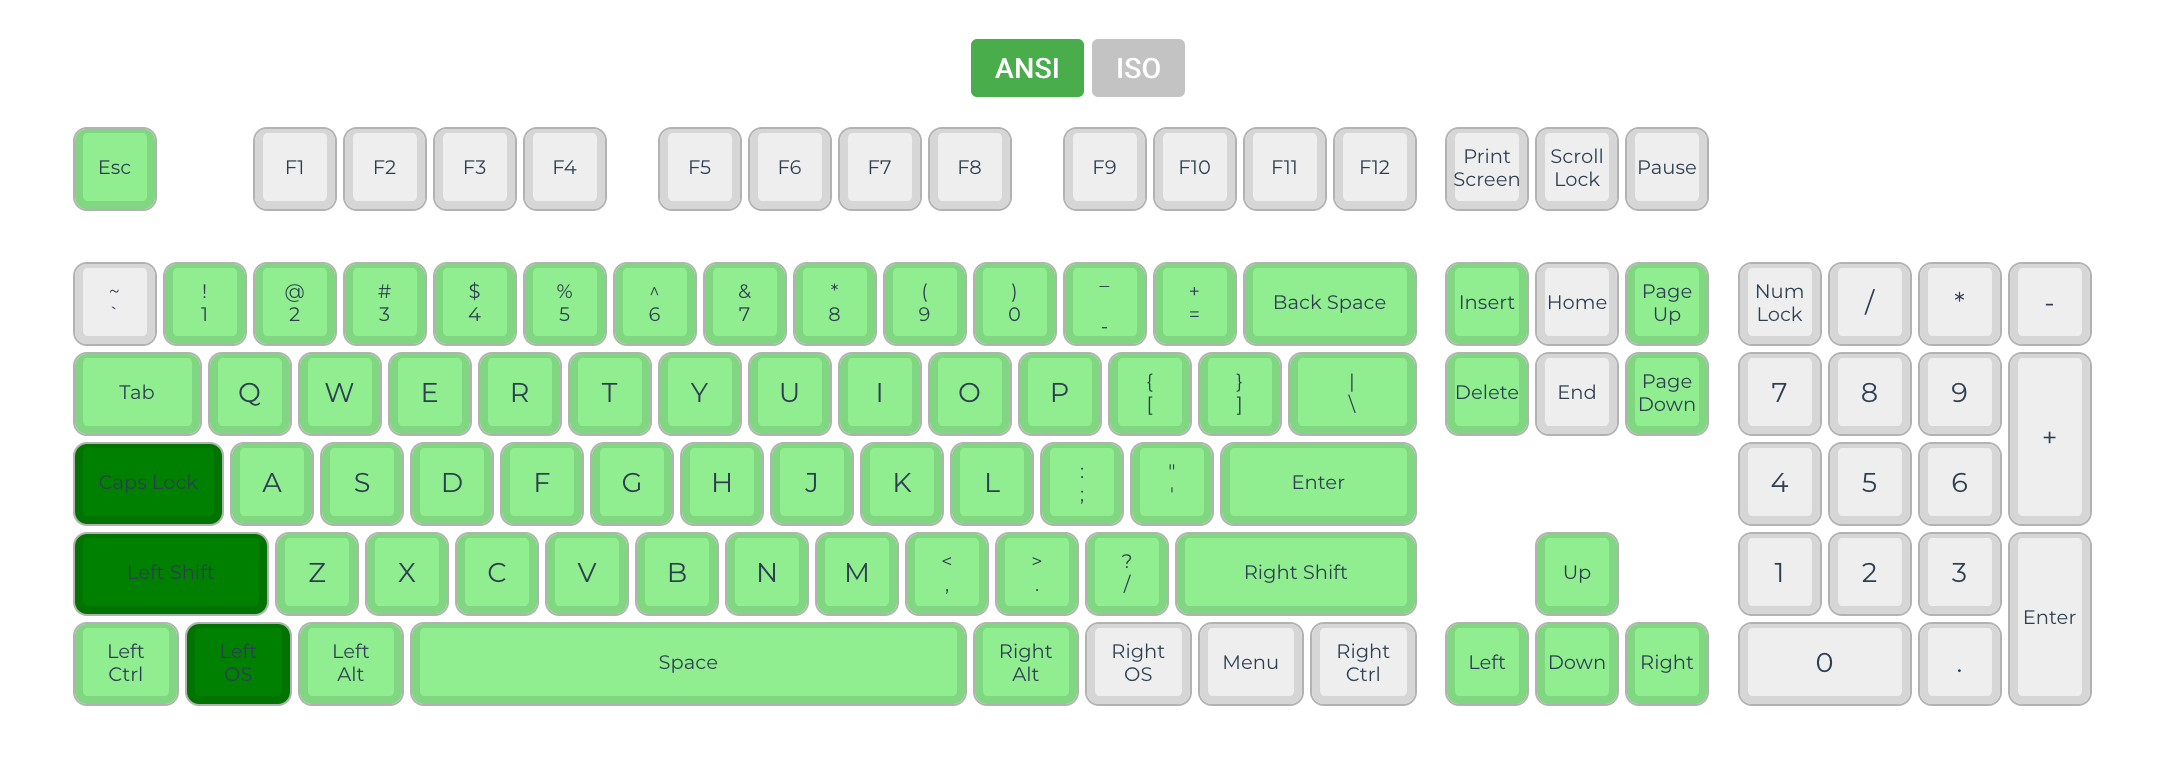 ANSI ISO
Esc F1 F2 F3 F4 F5 F6 F7 F8 F9 F10 F11 F12 Print Screen Scroll Lock Pause
~ ` ! 1 @ 2 # 3 $ 4 % 5 ^ 6 & 7 * 8 ( 9 ) 0 _ - + = Back Space Insert Home Page Up Num Lock / * -
Tab Q W E R T Y U I O P { [ } ] | \ Delete End Page Down 7 8 9 +
Caps Lock A S D F G H J K L : ; " ' Enter 4 5 6
Left Shift Z X C V B N M < , > . ? / Right Shift Up 1 2 3 Enter
Left Ctrl Left OS Left Alt Space Right Alt Right OS Menu Right Ctrl Left Down Right 0 .